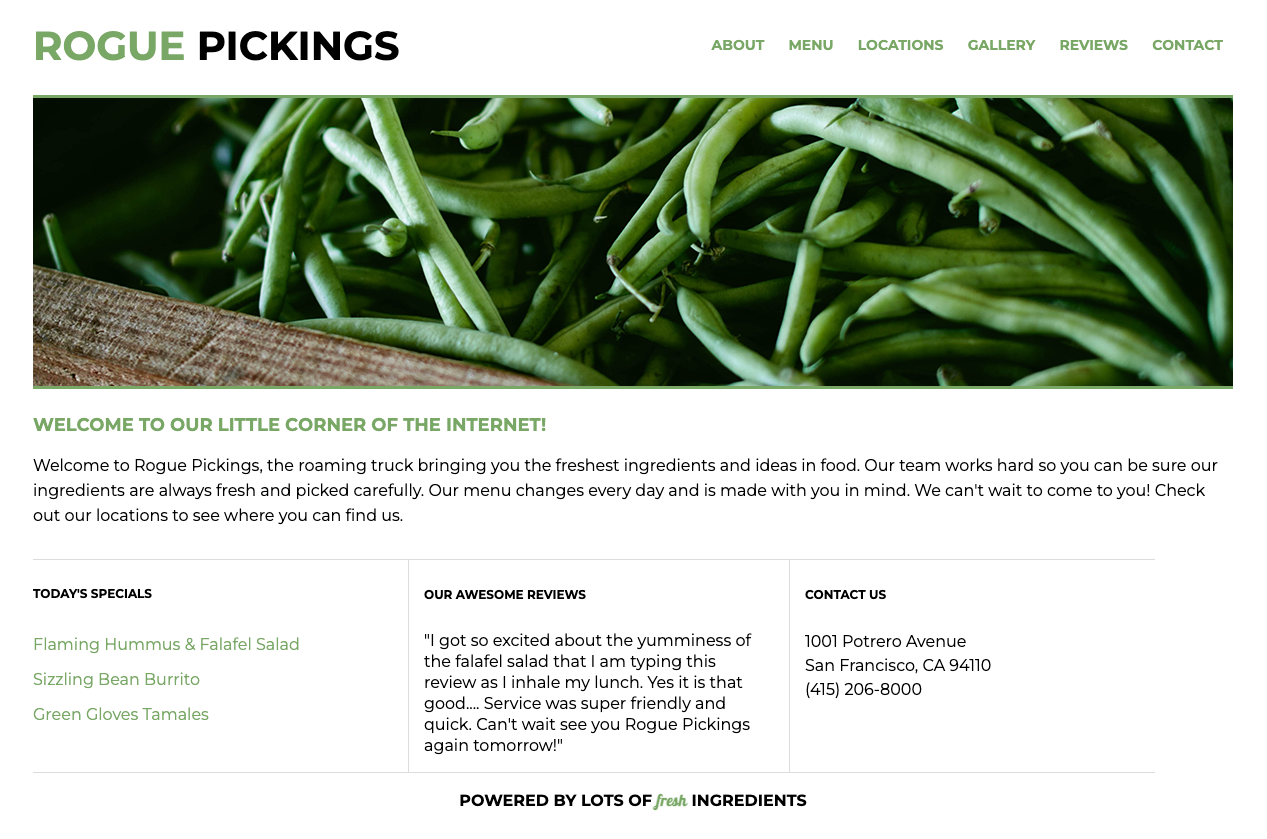 ROGUE PICKINGS
ABOUT MENU LOCATIONS GALLERY REVIEWS CONTACT
WELCOME TO OUR LITTLE CORNER OF THE INTERNET!
Welcome to Rogue Pickings, the roaming truck bringing you the freshest ingredients and ideas in food. Our team works hard so you can be sure our
ingredients are always fresh and picked carefully. Our menu changes every day and is made with you in mind. We can't wait to come to you! Check
out our locations to see where you can find us.
TODAY'S SPECIALS
Flaming Hummus & Falafel Salad
Sizzling Bean Burrito
Green Gloves Tamales
OUR AWESOME REVIEWS
"I got so excited about the yumminess of
the falafel salad that I am typing this
review as I inhale my lunch. Yes it is that
good.... Service was super friendly and
quick. Can't wait see you Rogue Pickings
again tomorrow!"
CONTACT US
1001 Potrero Avenue
San Francisco, CA 94110
(415) 206-8000
POWERED BY LOTS OF fresh INGREDIENTS